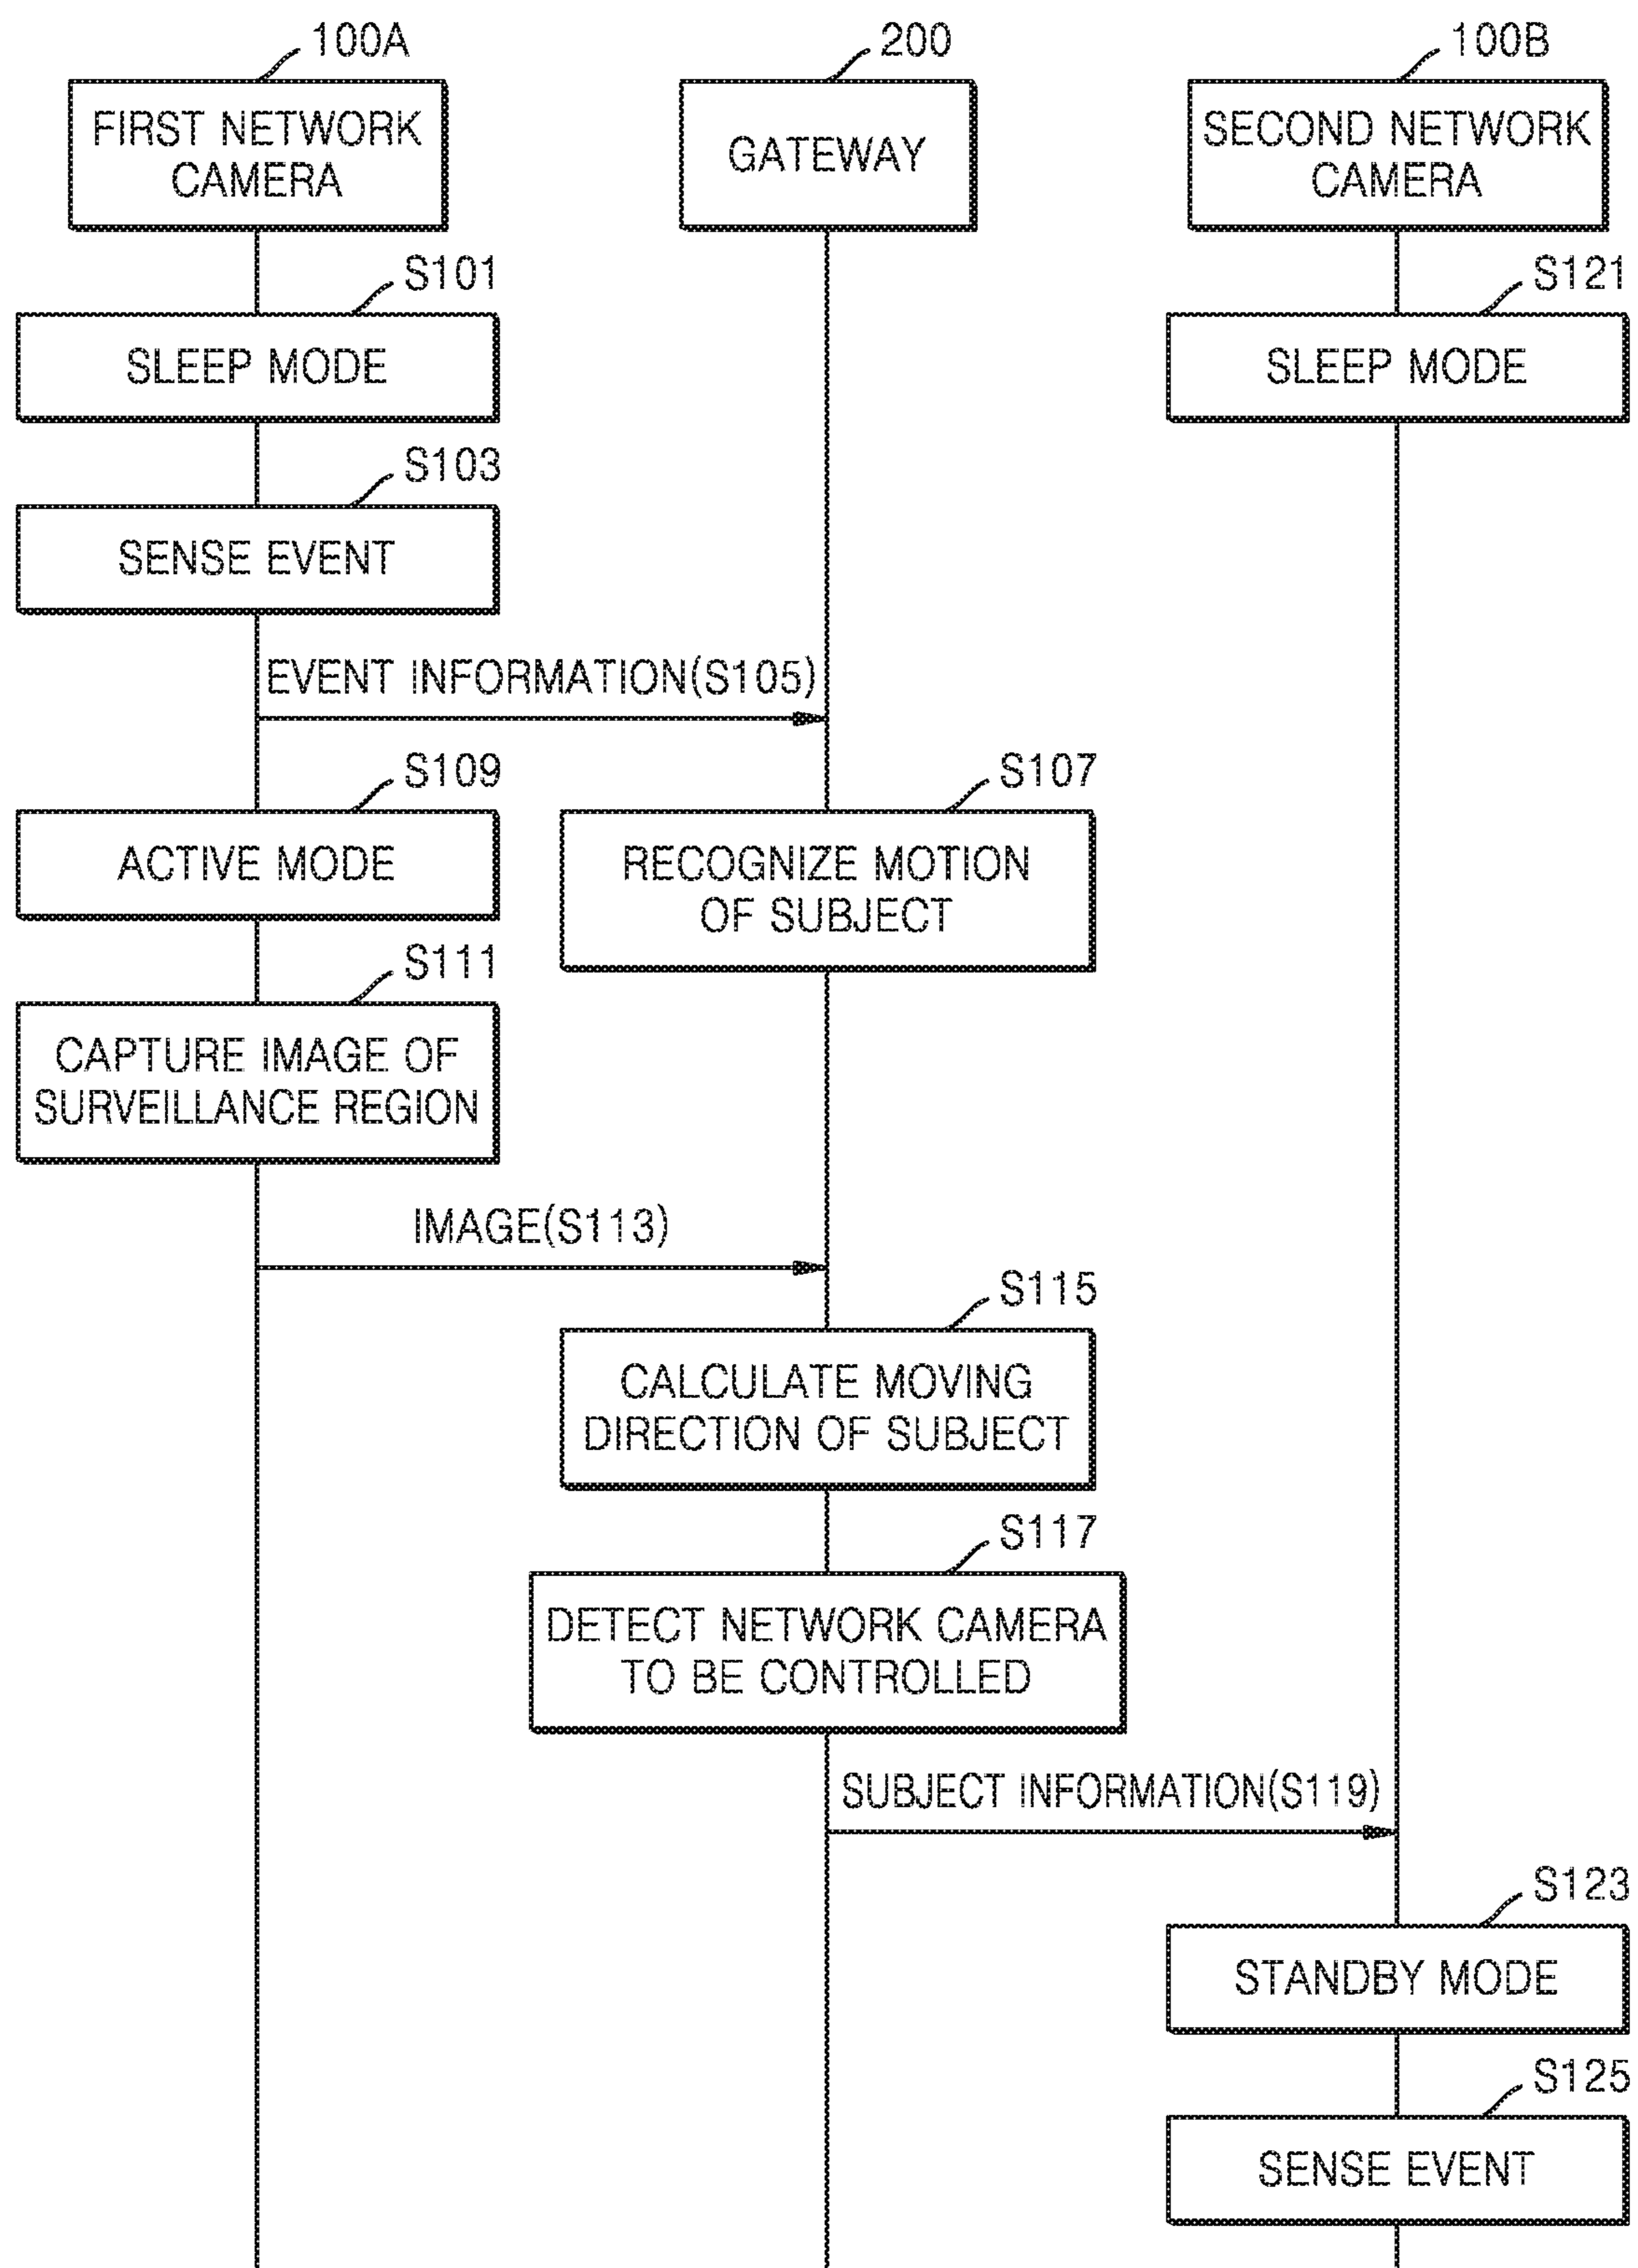 100A
200
100B
FIRST NETWORK
CAMERA
GATEWAY
SECOND NETWORK
CAMERA
S101
S121
SLEEP MODE
SLEEP MODE
S103
SENSE EVENT
EVENT INFORMATION(S105)
S109
S107
ACTIVE MODE
RECOGNIZE MOTION
OF SUBJECT
S111
CAPTURE IMAGE OF
SURVEILLANCE REGION
IMAGE(S113)
S115
CALCULATE MOVING
DIRECTION OF SUBJECT
S117
DETECT NETWORK CAMERA
TO BE CONTROLLED
SUBJECT INFORMATION(S119)
S123
STANDBY MODE
S125
SENSE EVENT